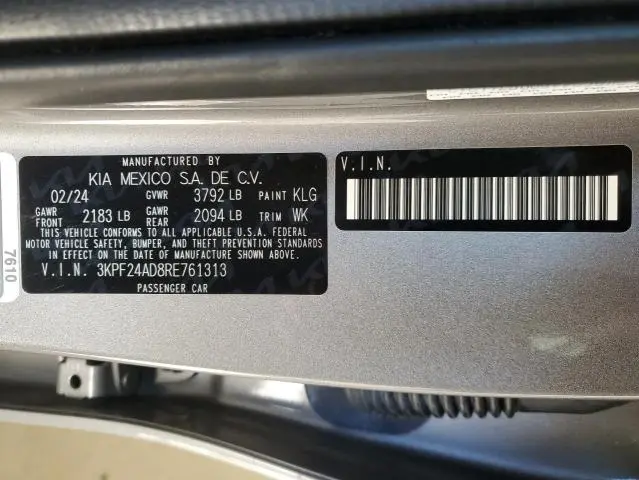 MANUFACTURED BY
KIA MEXICO S.A. DE C.V.
02/24 GVWR 3792 LB PAINT KLG
GAWR FRONT 2183 LB GAWR REAR 2094 LB TRIM WK
THIS VEHICLE CONFORMS TO ALL APPLICABLE U.S.A. FEDERAL
MOTOR VEHICLE SAFETY, BUMPER, AND THEFT PREVENTION
STANDARDS IN EFFECT ON THE DATE OF MANUFACTURE SHOWN ABOVE.
V.I.N. 3KPF24AD8RE761313
PASSENGER CAR
V.I.N.
7610